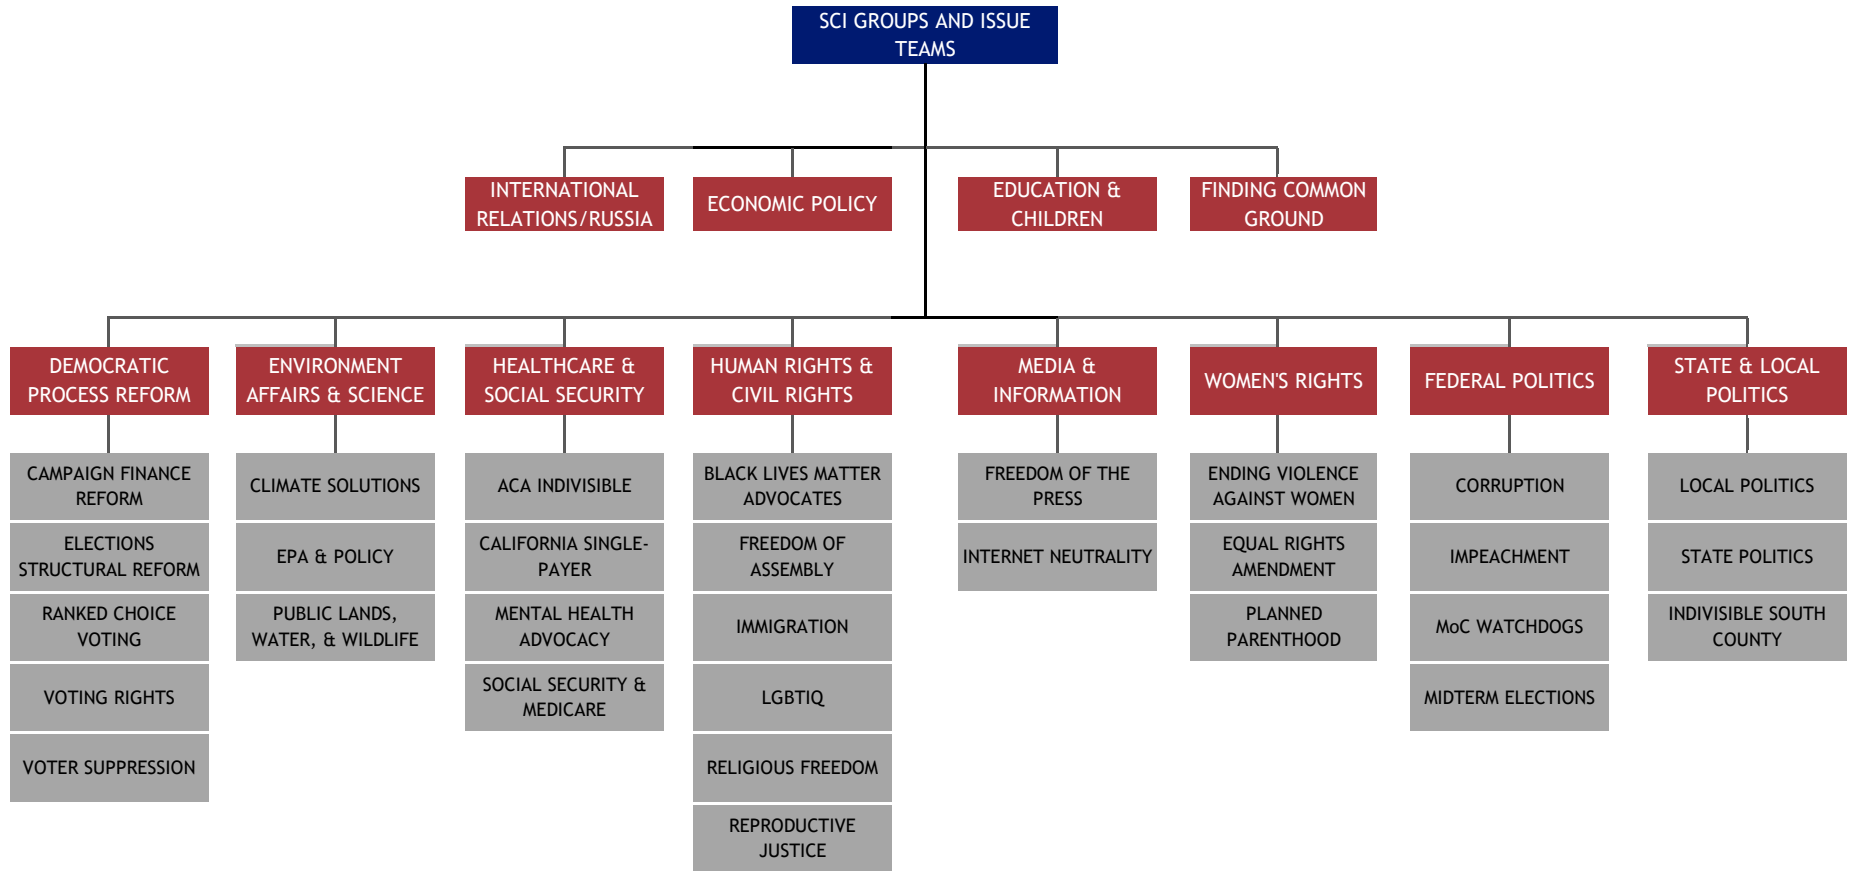 SCI GROUPS AND ISSUE
TEAMS
INTERNATIONAL
RELATIONS/RUSSIA
ECONOMIC POLICY
EDUCATION &
CHILDREN
FINDING COMMON
GROUND
DEMOCRATIC
PROCESS REFORM
CAMPAIGN FINANCE
REFORM
ELECTIONS
STRUCTURAL REFORM
RANKED CHOICE
VOTING
VOTING RIGHTS
VOTER SUPPRESSION
ENVIRONMENT
AFFAIRS & SCIENCE
CLIMATE SOLUTIONS
EPA & POLICY
PUBLIC LANDS,
WATER, & WILDLIFE
HEALTHCARE &
SOCIAL SECURITY
ACA INDIVISIBLE
CALIFORNIA SINGLE-
PAYER
MENTAL HEALTH
ADVOCACY
SOCIAL SECURITY &
MEDICARE
HUMAN RIGHTS &
CIVIL RIGHTS
BLACK LIVES MATTER
ADVOCATES
FREEDOM OF
ASSEMBLY
IMMIGRATION
LGBTIQ
RELIGIOUS FREEDOM
REPRODUCTIVE
JUSTICE
MEDIA &
INFORMATION
FREEDOM OF THE
PRESS
INTERNET NEUTRALITY
WOMEN'S RIGHTS
ENDING VIOLENCE
AGAINST WOMEN
EQUAL RIGHTS
AMENDMENT
PLANNED
PARENTHOOD
FEDERAL POLITICS
CORRUPTION
IMPEACHMENT
MoC WATCHDOGS
MIDTERM ELECTIONS
STATE & LOCAL
POLITICS
LOCAL POLITICS
STATE POLITICS
INDIVISIBLE SOUTH
COUNTY